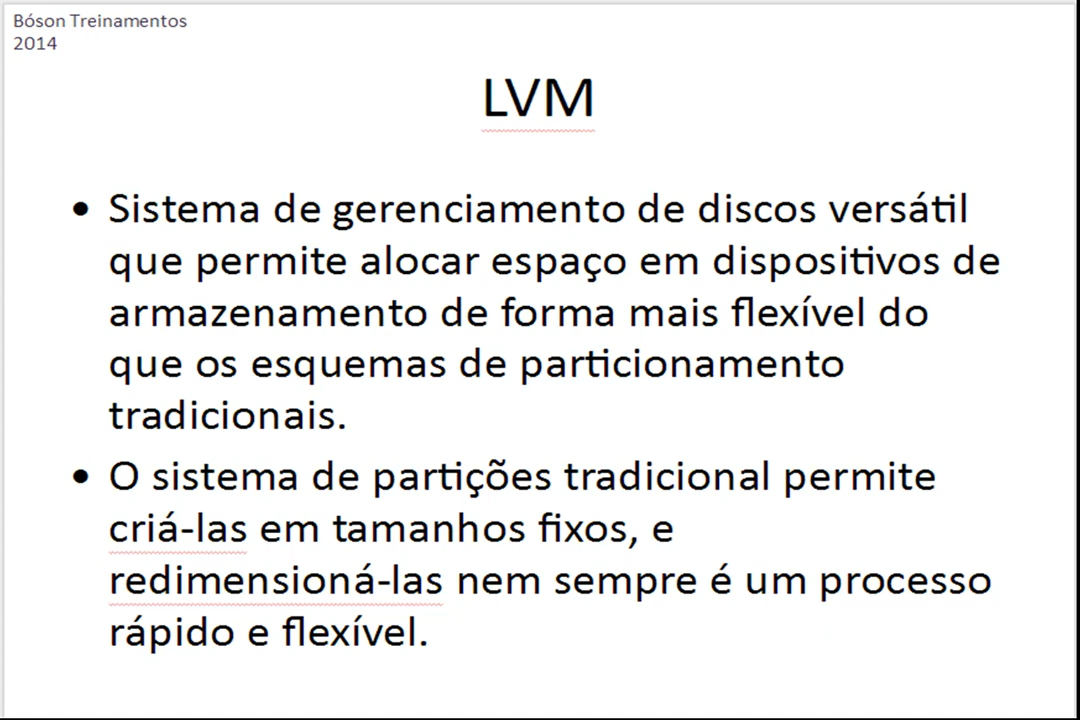 Bóson Treinamentos
2014
LVM
• Sistema de gerenciamento de discos versátil
que permite alocar espaço em dispositivos de
armazenamento de forma mais flexível do
que os esquemas de particionamento
tradicionais.
• O sistema de partições tradicional permite
criá-las em tamanhos fixos, e
redimensioná-las nem sempre é um processo
rápido e flexível.